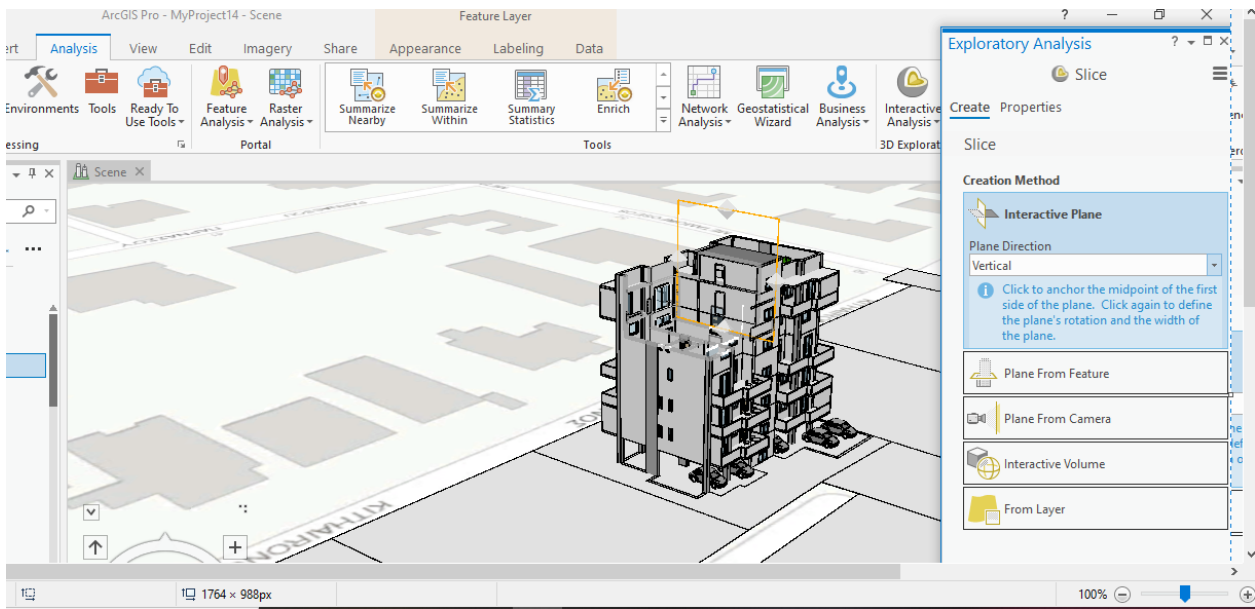 ArcGIS Pro - MyProject14 - Scene
Feature Layer
? — X
ert Analysis View Edit Imagery Share Appearance Labeling Data
Environments Tools Ready To
Use Tools
Feature
Analysis
Raster
Analysis
Summarize
Nearby
Summarize
Within
Summary
Statistics
Enrich
Network
Analysis
Geostatistical
Wizard
Business
Analysis
Interactive
Analysis
essing
Portal
Tools
3D Explorat
Scene
KITHAIRONOS
Exploratory Analysis
?
Slice
Create Properties
Slice
Creation Method
Interactive Plane
Plane Direction
Vertical
Click to anchor the midpoint of the first
side of the plane. Click again to define
the plane's rotation and the width of
the plane.
Plane From Feature
Plane From Camera
Interactive Volume
From Layer
1764 × 988px
100%